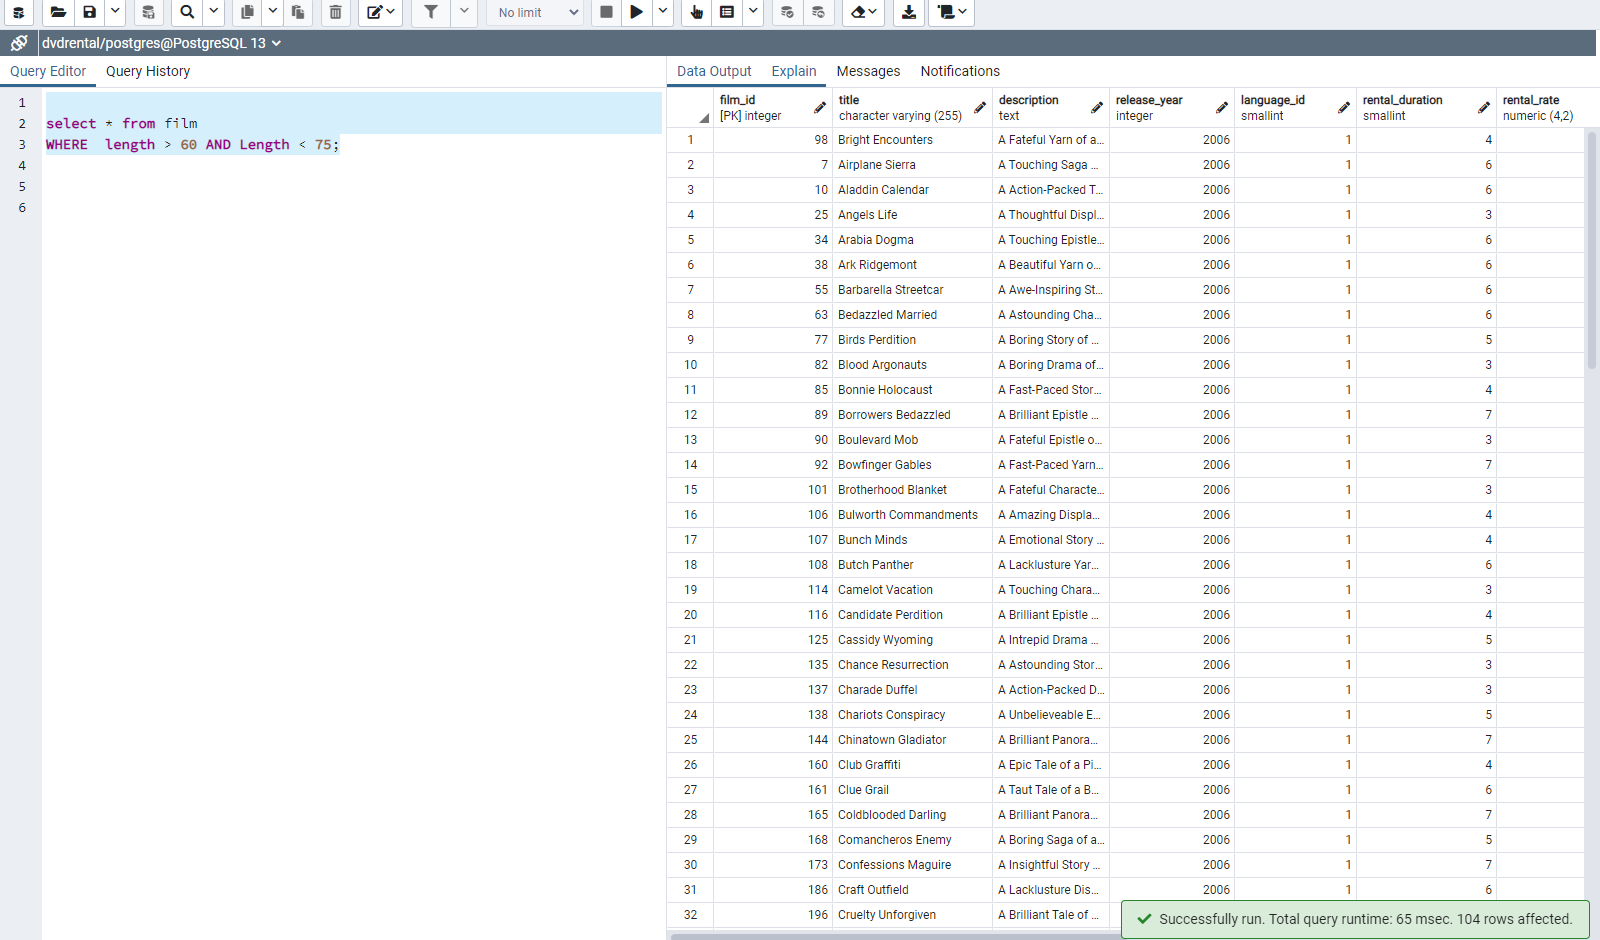 No limit
dvdrental/postgres@PostgreSQL 13
Query Editor Query History
1
2 select * from film
3 WHERE  length > 60 AND Length < 75;
4
5
6
Data Output Explain Messages Notifications
film_id title description release_year language_id rental_duration rental_rate
[PK] integer character varying (255) text integer smallint smallint numeric (4,2)
1 98 Bright Encounters A Fateful Yarn of a... 2006 1 4
2 7 Airplane Sierra A Touching Saga ... 2006 1 6
3 10 Aladdin Calendar A Action-Packed T... 2006 1 6
4 25 Angels Life A Thoughtful Displ... 2006 1 3
5 34 Arabia Dogma A Touching Epistle... 2006 1 6
6 38 Ark Ridgemont A Beautiful Yarn o... 2006 1 6
7 55 Barbarella Streetcar A Awe-Inspiring St... 2006 1 6
8 63 Bedazzled Married A Astounding Cha... 2006 1 6
9 77 Birds Perdition A Boring Story of ... 2006 1 5
10 82 Blood Argonauts A Boring Drama of... 2006 1 3
11 85 Bonnie Holocaust A Fast-Paced Stor... 2006 1 4
12 89 Borrowers Bedazzled A Brilliant Epistle ... 2006 1 7
13 90 Boulevard Mob A Fateful Epistle o... 2006 1 3
14 92 Bowfinger Gables A Fast-Paced Yarn... 2006 1 7
15 101 Brotherhood Blanket A Fateful Characte... 2006 1 3
16 106 Bulworth Commandments A Amazing Displa... 2006 1 4
17 107 Bunch Minds A Emotional Story ... 2006 1 4
18 108 Butch Panther A Lacklusture Yar... 2006 1 6
19 114 Camelot Vacation A Touching Chara... 2006 1 3
20 116 Candidate Perdition A Brilliant Epistle ... 2006 1 4
21 125 Cassidy Wyoming A Intrepid Drama ... 2006 1 5
22 135 Chance Resurrection A Astounding Stor... 2006 1 3
23 137 Charade Duffel A Action-Packed D... 2006 1 3
24 138 Chariots Conspiracy A Unbelieveable E... 2006 1 5
25 144 Chinatown Gladiator A Brilliant Panora... 2006 1 7
26 160 Club Graffiti A Epic Tale of a Pi... 2006 1 4
27 161 Clue Grail A Taut Tale of a B... 2006 1 6
28 165 Coldblooded Darling A Brilliant Panora... 2006 1 7
29 168 Comancheros Enemy A Boring Saga of a... 2006 1 5
30 173 Confessions Maguire A Insightful Story ... 2006 1 7
31 186 Craft Outfield A Lacklusture Dis... 2006 1 6
32 196 Cruelty Unforgiven A Brilliant Tale of ...
Successfully run. Total query runtime: 65 msec. 104 rows affected.